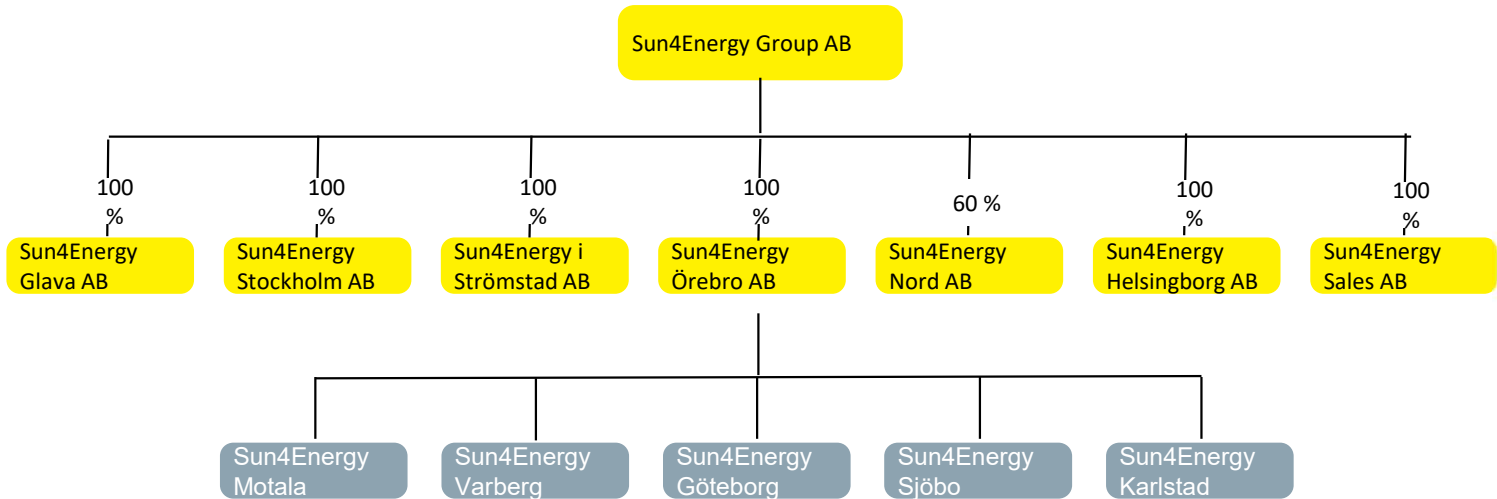 Sun4Energy Group AB
100
%
100
%
100
%
100
%
60 %
100
%
100
%
Sun4Energy
Glava AB
Sun4Energy
Stockholm AB
Sun4Energy i
Strömstad AB
Sun4Energy
Örebro AB
Sun4Energy
Nord AB
Sun4Energy
Helsingborg AB
Sun4Energy
Sales AB
Sun4Energy
Motala
Sun4Energy
Varberg
Sun4Energy
Göteborg
Sun4Energy
Sjöbo
Sun4Energy
Karlstad